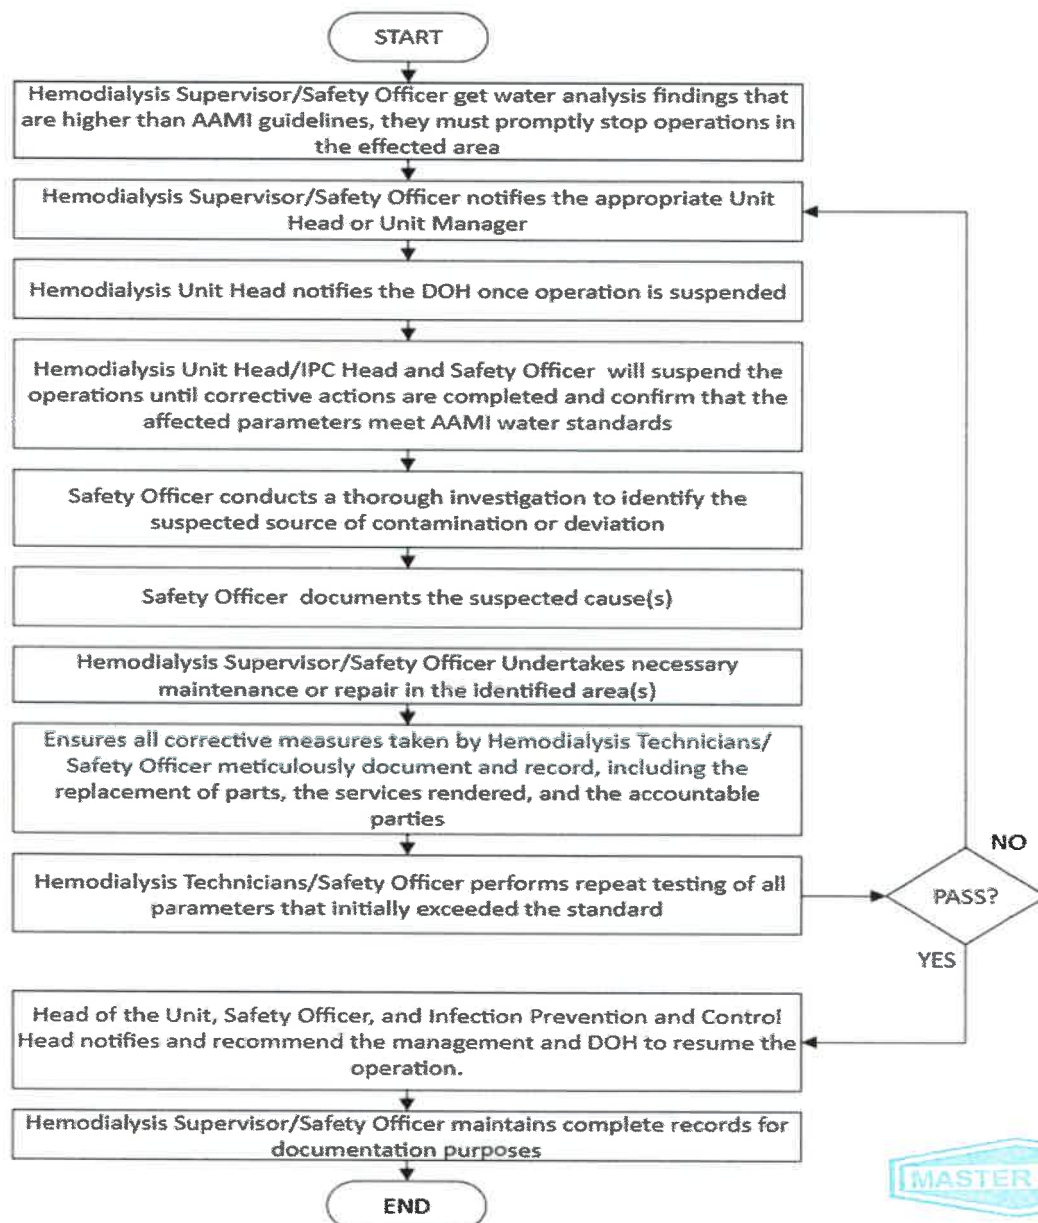 START
Hemodialysis Supervisor/Safety Officer get water analysis findings that
are higher than AAMI guidelines, they must promptly stop operations in
the effected area
Hemodialysis Supervisor/Safety Officer notifies the appropriate Unit
Head or Unit Manager
Hemodialysis Unit Head notifies the DOH once operation is suspended
Hemodialysis Unit Head/IPC Head and Safety Officer will suspend the
operations until corrective actions are completed and confirm that the
affected parameters meet AAMI water standards
Safety Officer conducts a thorough investigation to identify the
suspected source of contamination or deviation
Safety Officer documents the suspected cause(s)
Hemodialysis Supervisor/Safety Officer Undertakes necessary
maintenance or repair in the identified area(s)
Ensures all corrective measures taken by Hemodialysis Technicians/
Safety Officer meticulously document and record, including the
replacement of parts, the services rendered, and the accountable
parties
Hemodialysis Technicians/Safety Officer performs repeat testing of all
parameters that initially exceeded the standard
NO
PASS?
YES
Head of the Unit, Safety Officer, and Infection Prevention and Control
Head notifies and recommend the management and DOH to resume the
operation.
Hemodialysis Supervisor/Safety Officer maintains complete records for
documentation purposes
END
MASTER